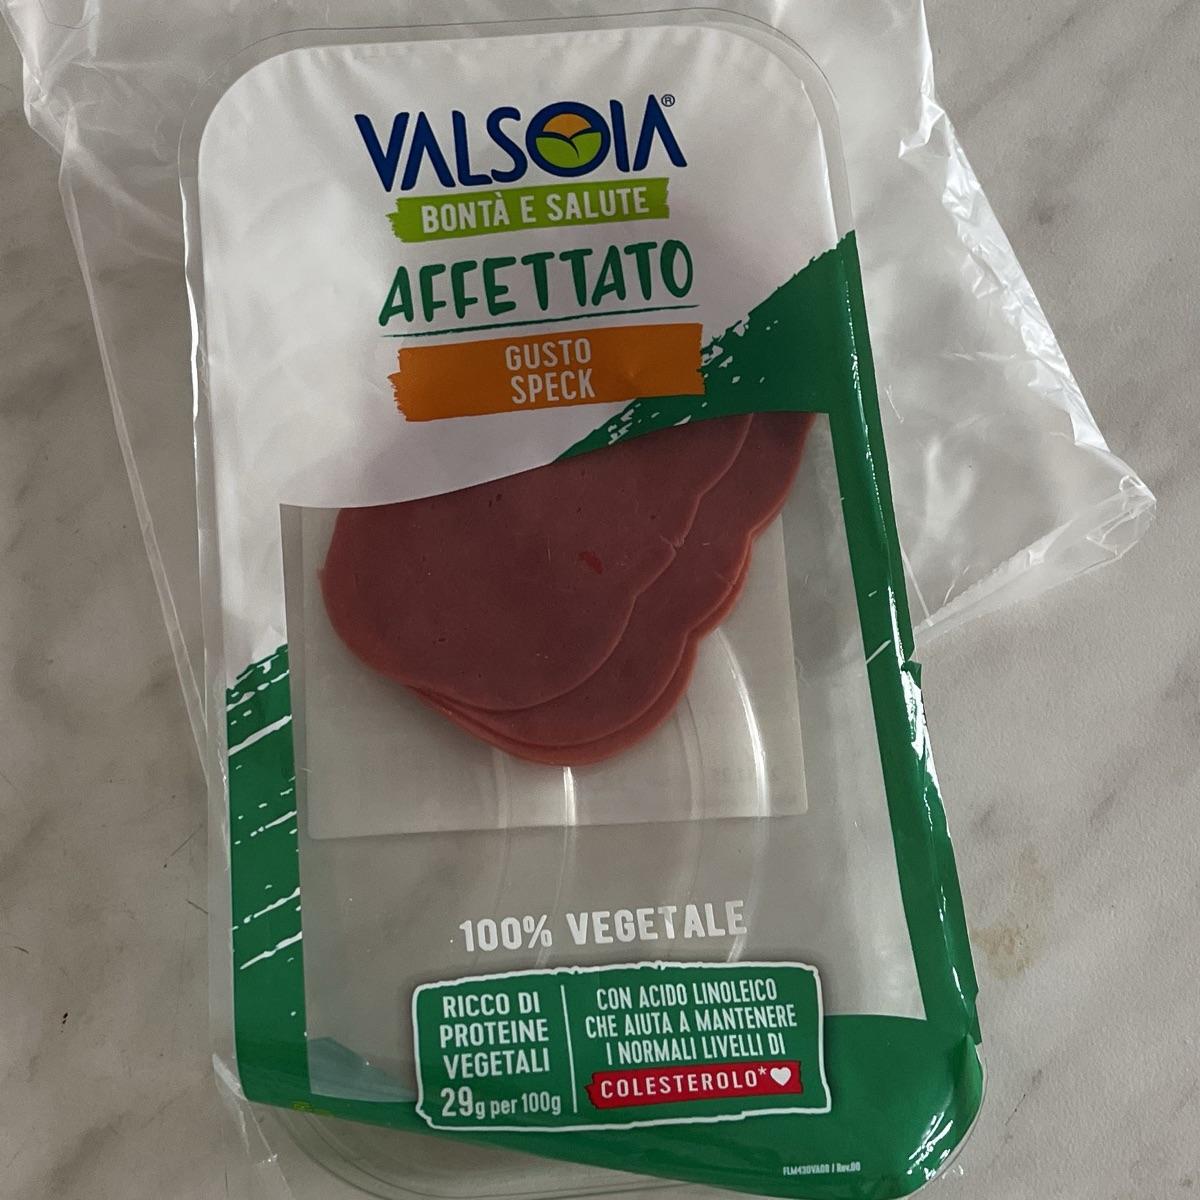 VALSOIA®
BONTÀ E SALUTE
AFFETTATO
GUSTO
SPECK
100% VEGETALE
RICCO DI
PROTEINE
VEGETALI
29g per 100g
CON ACIDO LINOLEICO
CHE AIUTA A MANTENERE
I NORMALI LIVELLI DI
COLESTEROLO*